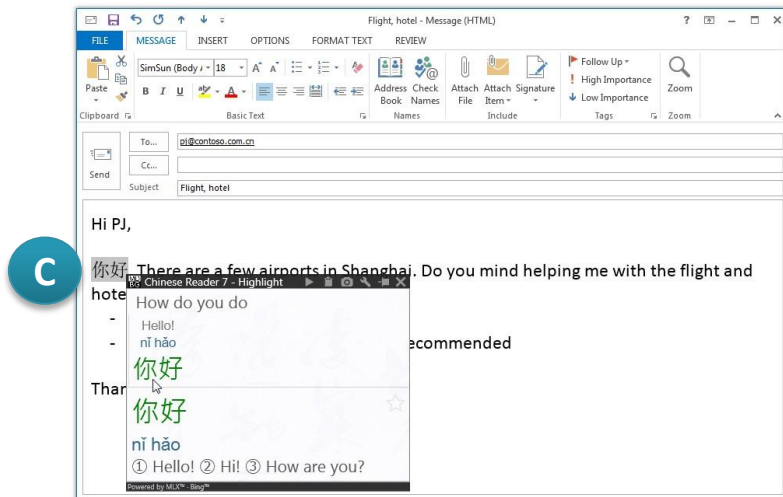 Flight, hotel - Message (HTML)
FILE MESSAGE INSERT OPTIONS FORMAT TEXT REVIEW
Paste
SimSun (Body 18
B I U
Address Book
Check Names
Attach File
Attach Item
Signature
Follow Up
High Importance
Low Importance
Zoom
Clipboard Basic Text Names Include Tags Zoom
Send
To... pj@contoso.com.cn
Cc...
Subject Flight, hotel
Hi PJ,
C
你好 There are a few airports in Shanghai. Do you mind helping me with the flight and
hote
-
- ecommended
Than
Chinese Reader 7 - Highlight
How do you do
Hello!
nǐ hǎo
你好
你好
nǐ hǎo
① Hello! ② Hi! ③ How are you?
Powered by MLX™ - Bing™